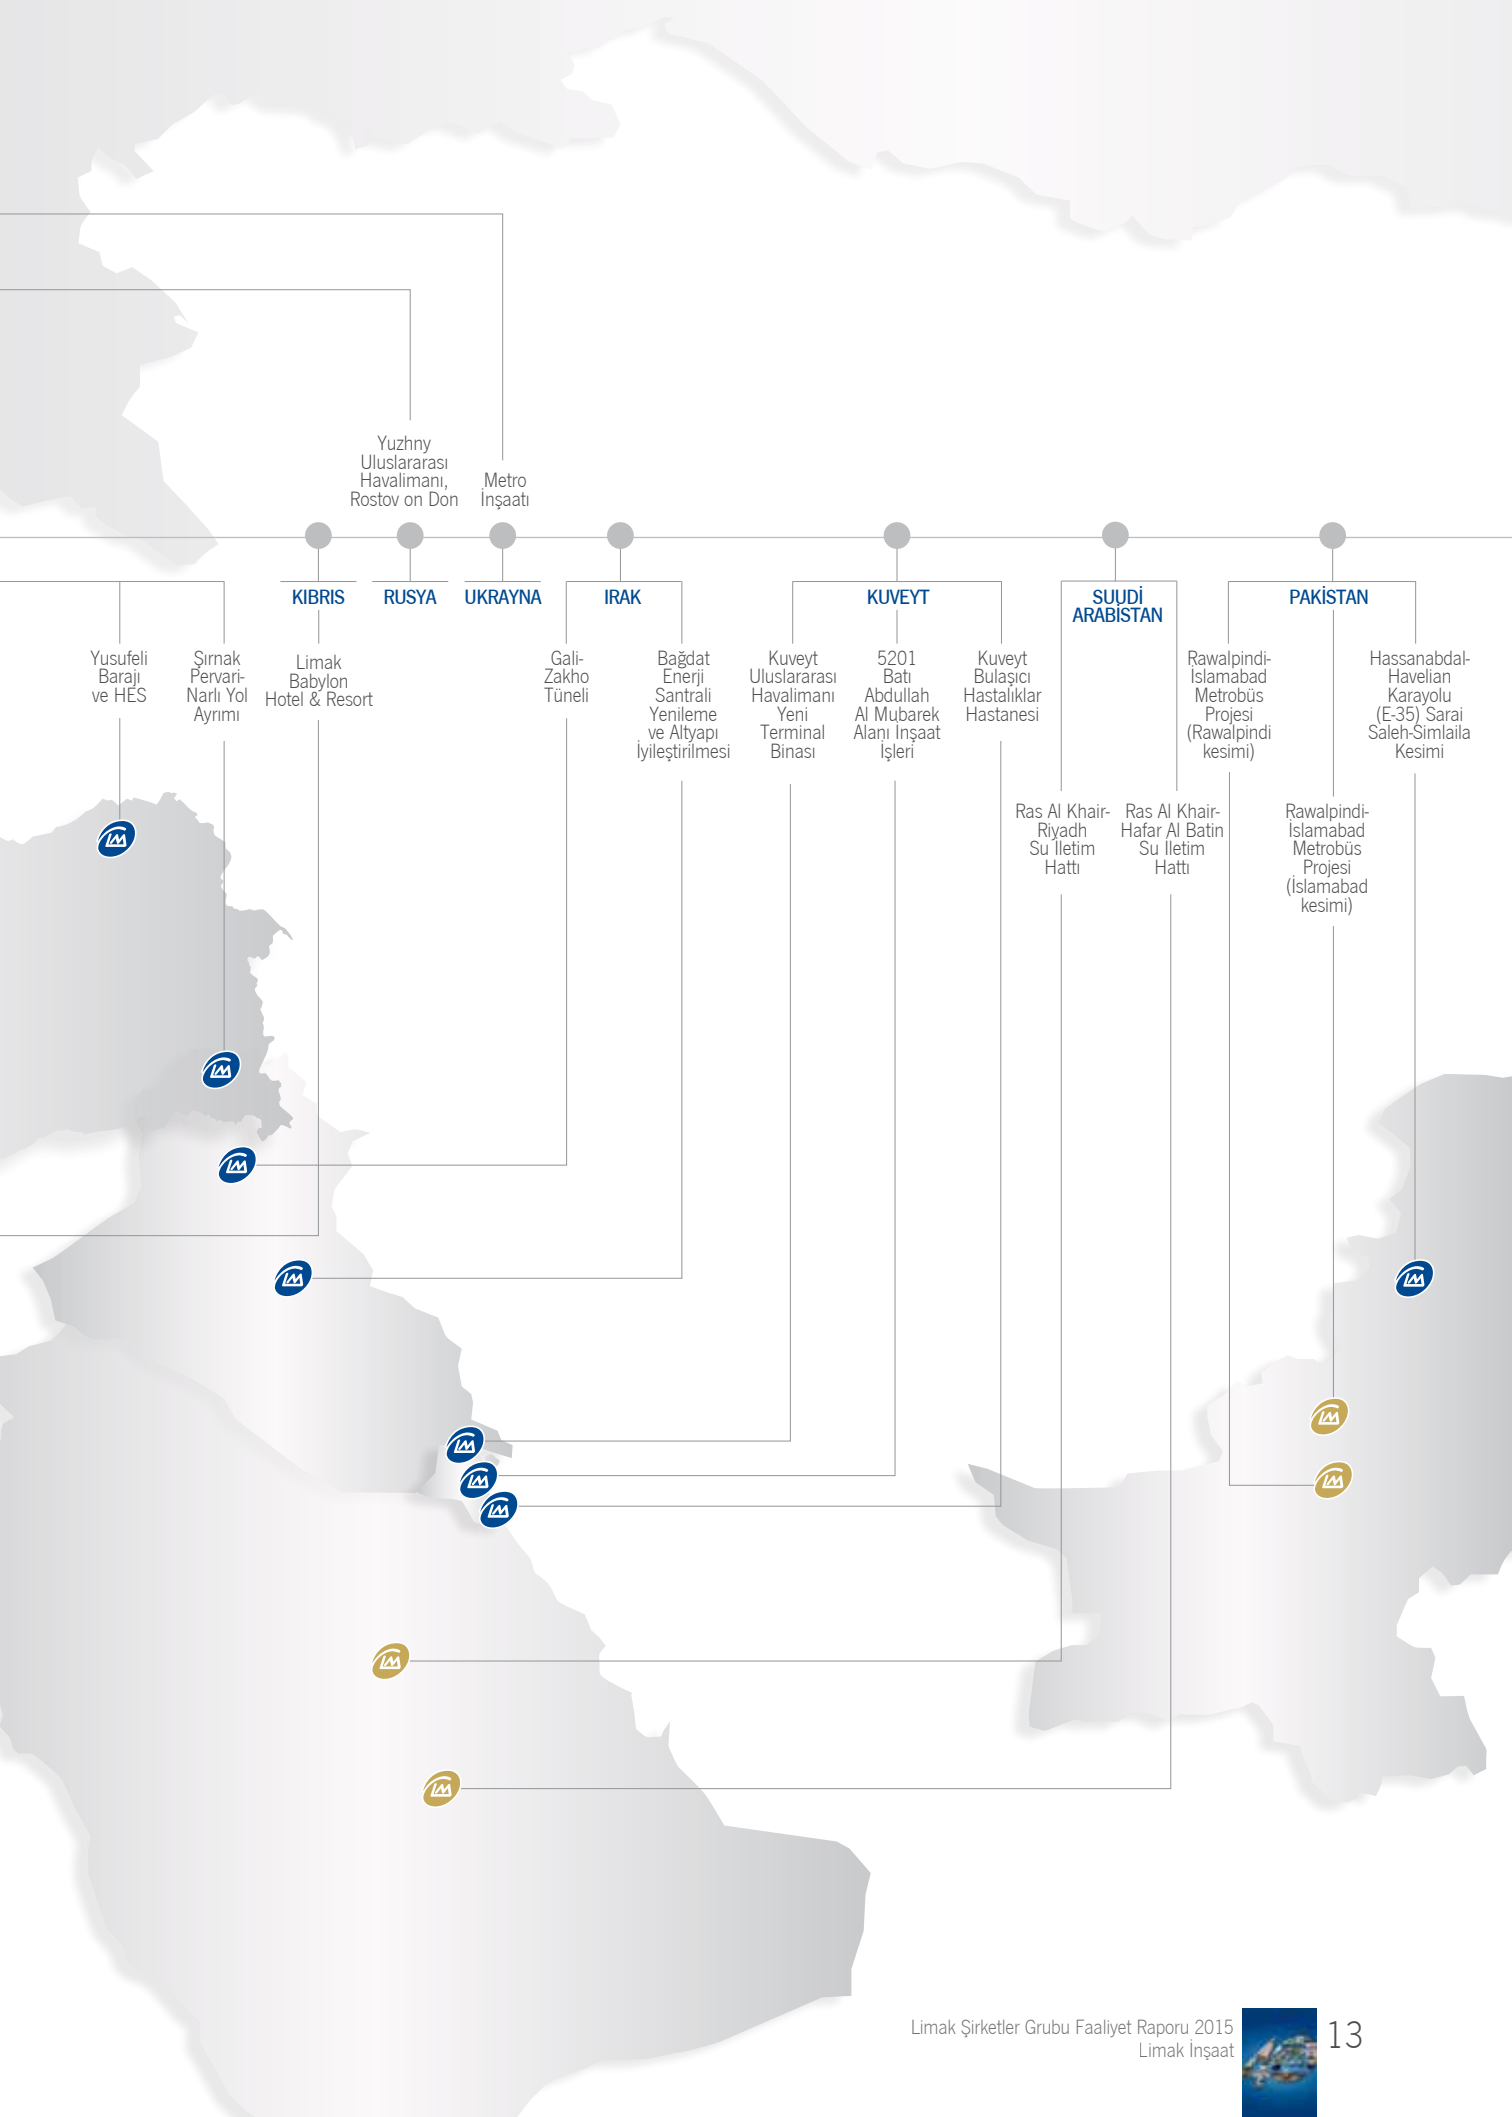 Yuzhny
Uluslararası
Havalimanı,
Rostov on Don
Metro
İnşaatı
KIBRIS
RUSYA
UKRAYNA
IRAK
KUVEYT
SUUDİ
ARABİSTAN
PAKİSTAN
Yusufeli
Barajı
ve HES
Şırnak
Pervari-
Narlı Yol
Ayrımı
Limak
Babylon
Hotel & Resort
Gali-
Zakho
Tüneli
Bağdat
Enerji
Santrali
Yenileme
ve Altyapı
İyileştirilmesi
Kuveyt
Uluslararası
Havalimanı
Yeni
Terminal
Binası
5201
Batı
Abdullah
Al Mubarek
Alanı İnşaat
İşleri
Kuveyt
Bulaşıcı
Hastalıklar
Hastanesi
Ras Al Khair-
Riyadh
Su İletim
Hattı
Ras Al Khair-
Hafar Al Batin
Su İletim
Hattı
Rawalpindi-
İslamabad
Metrobüs
Projesi
(Rawalpindi
kesimi)
Rawalpindi-
İslamabad
Metrobüs
Projesi
(İslamabad
kesimi)
Hassanabdal-
Havelian
Karayolu
(E-35) Sarai
Saleh-Simlaila
Kesimi
Limak Şirketler Grubu Faaliyet Raporu 2015
Limak İnşaat
13